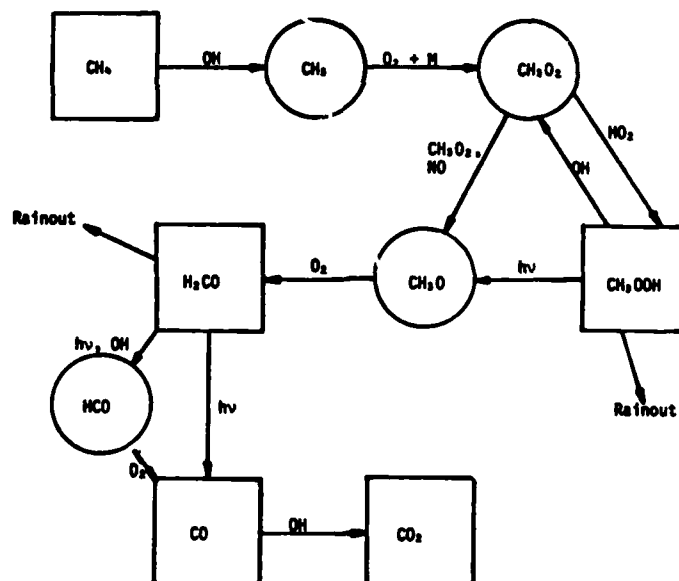 CH₄
OH
CH₃
O₂ + M
CH₃O₂
HO₂
OH
CH₃O₂,
NO
Rainout
H₂CO
O₂
CH₃O
hν
CH₃OOH
hν, OH
HCO
hν
Rainout
O₂
CO
OH
CO₂